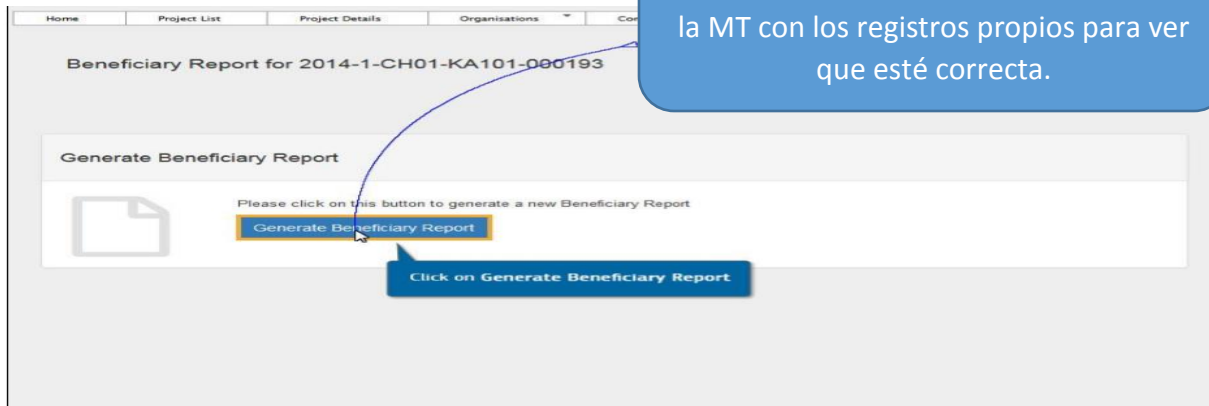 Home Project List Project Details Organisations
la MT con los registros propios para ver
que esté correcta.
Beneficiary Report for 2014-1-CH01-KA101-000193
Generate Beneficiary Report
Please click on this button to generate a new Beneficiary Report
Generate Beneficiary Report
Click on Generate Beneficiary Report